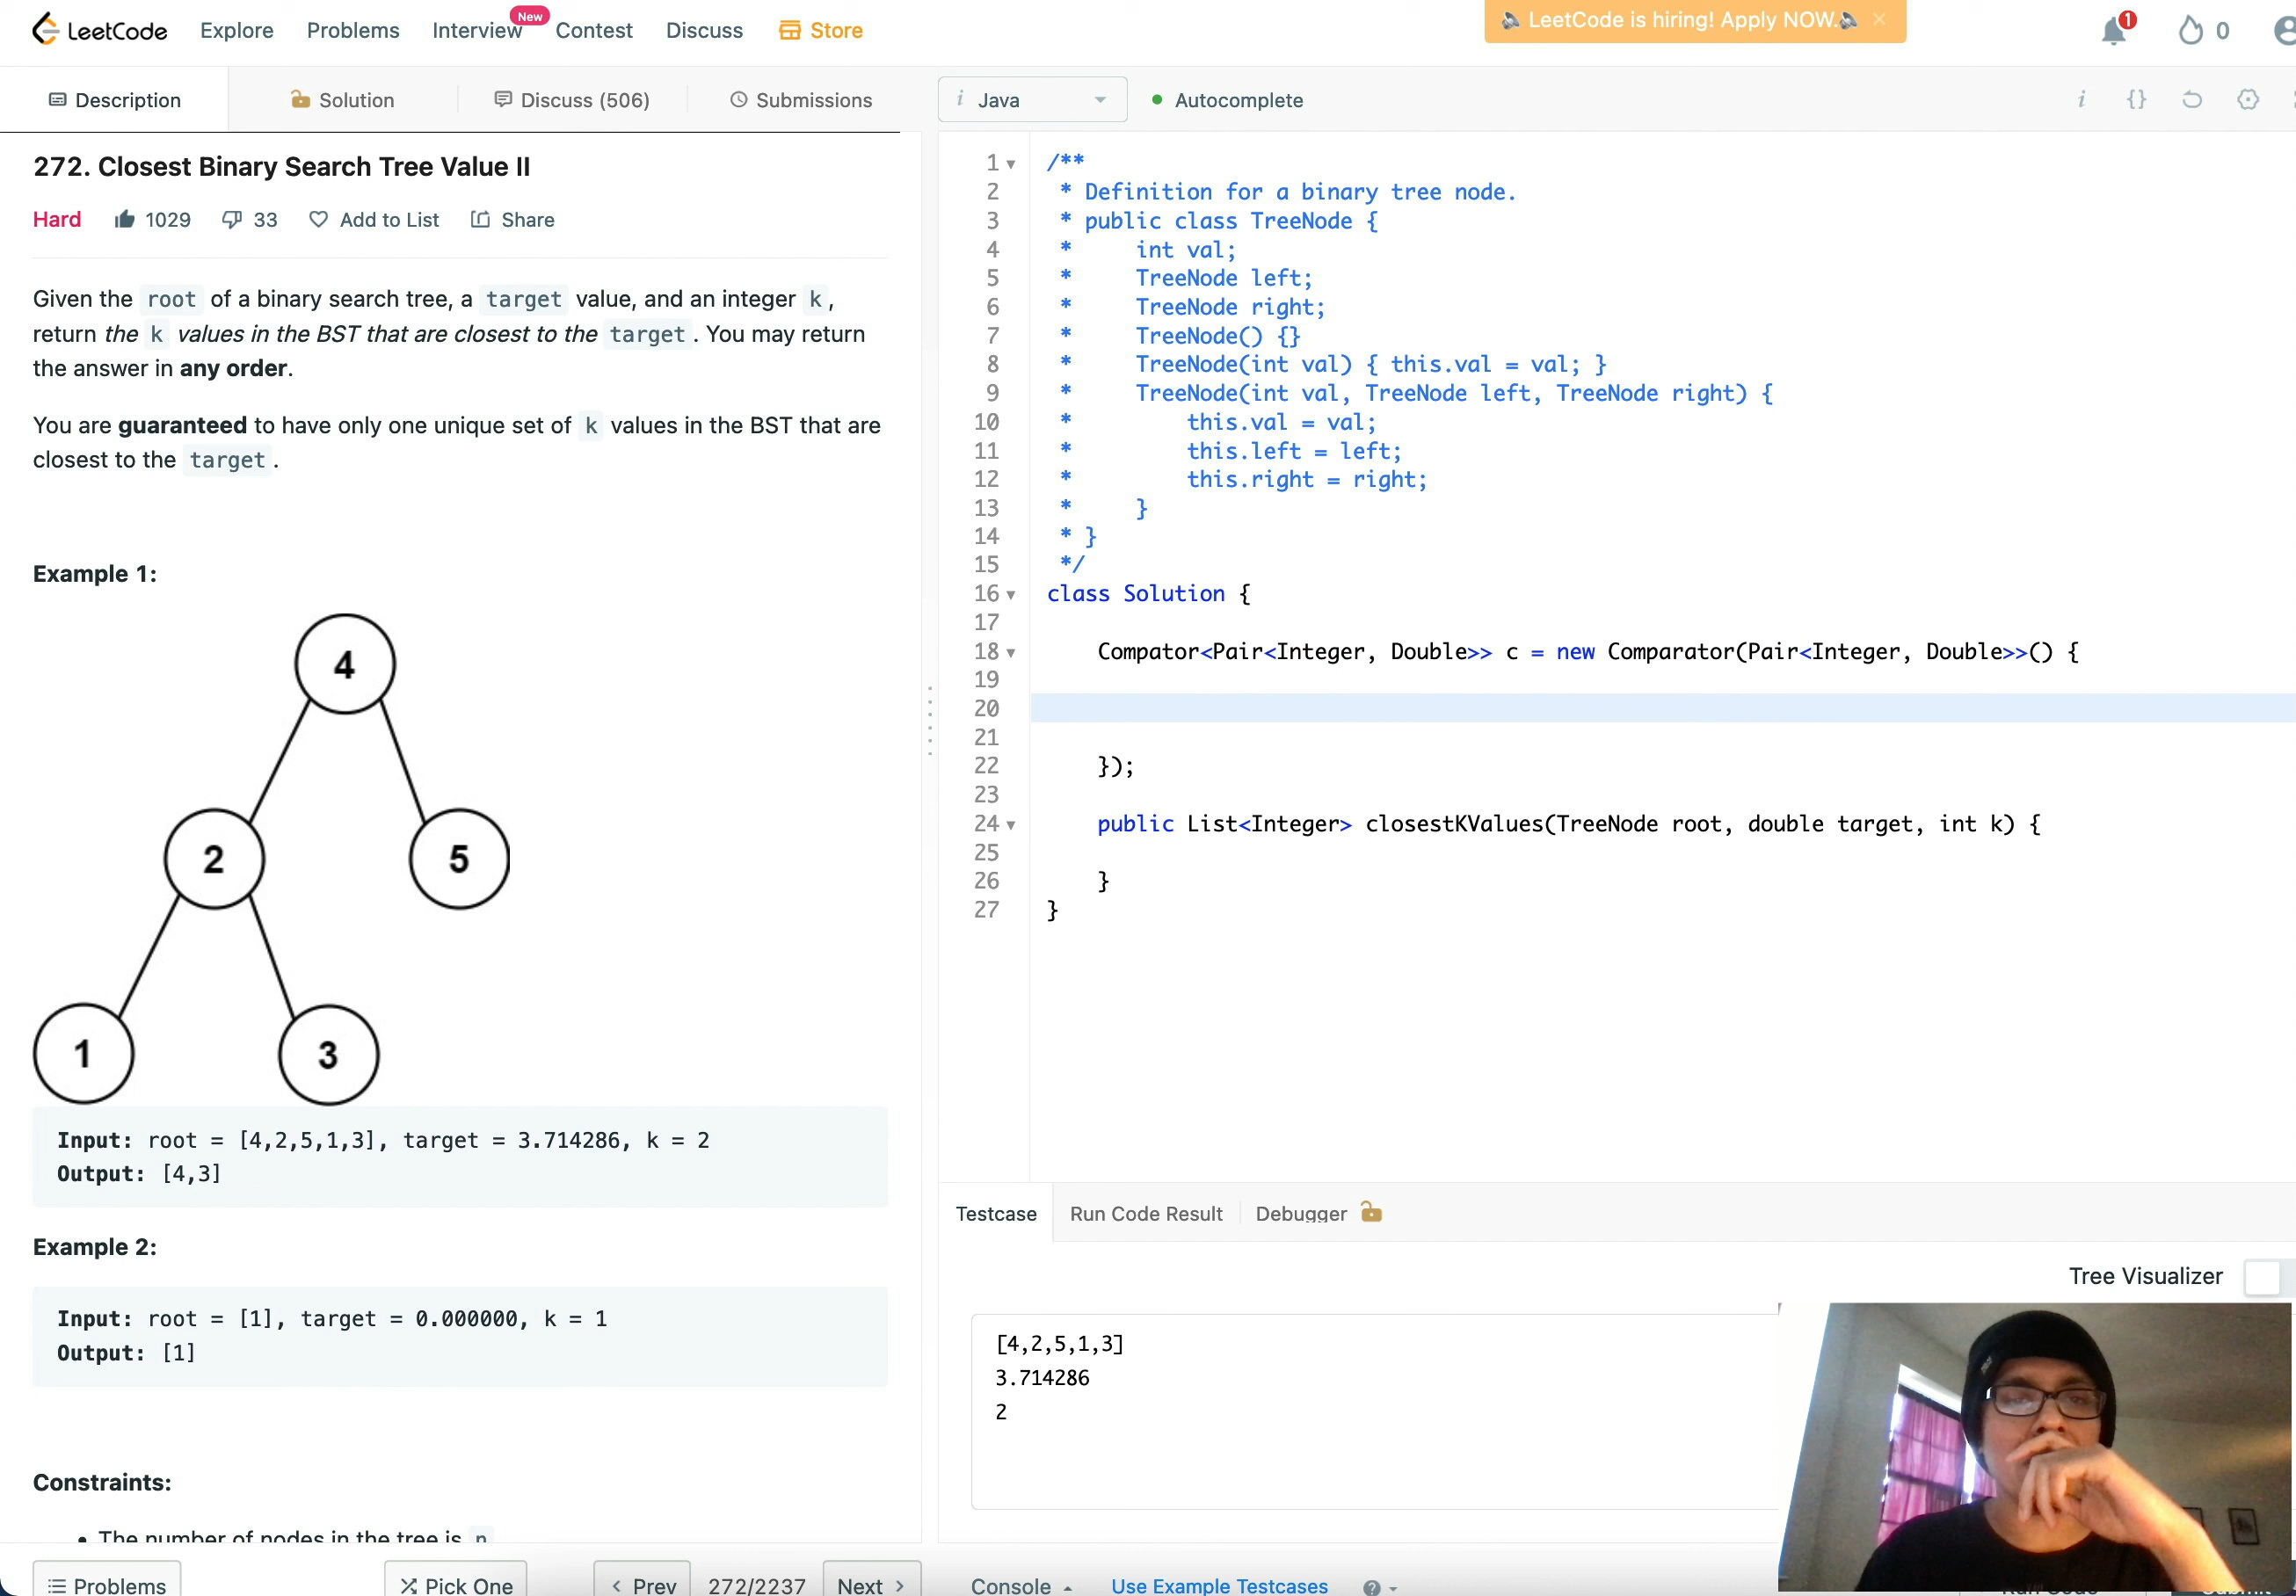 LeetCode Explore Problems Interview New Contest Discuss Store LeetCode is hiring! Apply NOW. × 1 0
Description Solution Discuss (506) Submissions i Java Autocomplete i {}
272. Closest Binary Search Tree Value II
Hard 1029 33 Add to List Share
Given the root of a binary search tree, a target value, and an integer k,
return the k values in the BST that are closest to the target. You may return
the answer in any order.
You are guaranteed to have only one unique set of k values in the BST that are
closest to the target.
Example 1:
4
2 5
1 3
Input: root = [4,2,5,1,3], target = 3.714286, k = 2
Output: [4,3]
Example 2:
Input: root = [1], target = 0.000000, k = 1
Output: [1]
Constraints:
• The number of nodes in the tree is n
Problems Pick One < Prev 272/2237 Next >
1 /**
2 * Definition for a binary tree node.
3 * public class TreeNode {
4 * int val;
5 * TreeNode left;
6 * TreeNode right;
7 * TreeNode() {}
8 * TreeNode(int val) { this.val = val; }
9 * TreeNode(int val, TreeNode left, TreeNode right) {
10 * this.val = val;
11 * this.left = left;
12 * this.right = right;
13 * }
14 * }
15 */
16 class Solution {
17
18 Compator<Pair<Integer, Double>> c = new Comparator(Pair<Integer, Double>>() {
19
20
21
22 });
23
24 public List<Integer> closestKValues(TreeNode root, double target, int k) {
25
26 }
27 }
Testcase Run Code Result Debugger
Tree Visualizer
[4,2,5,1,3]
3.714286
2
Console Use Example Testcases ?